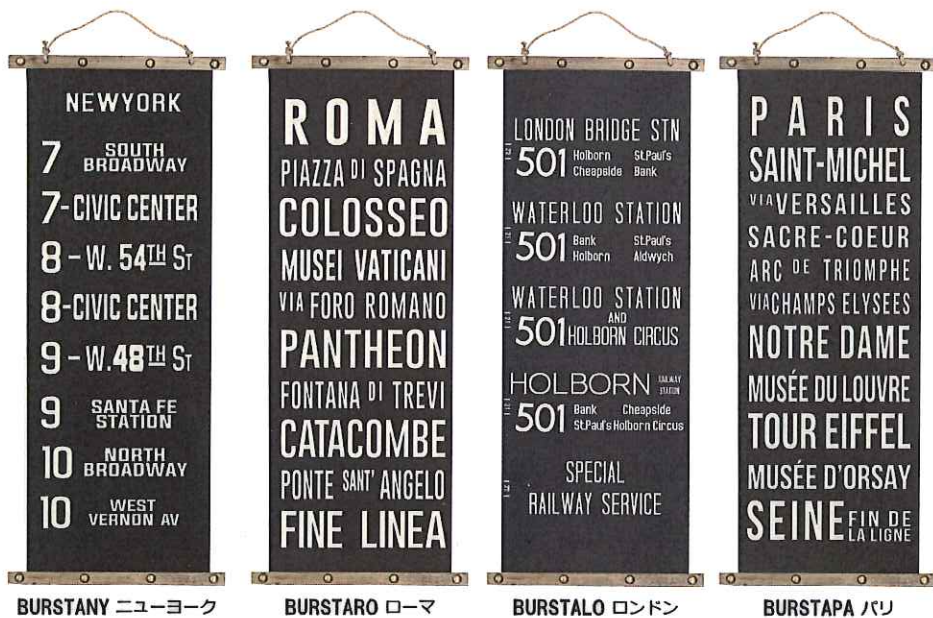 NEWYORK
7 SOUTH
BROADWAY
7-CIVIC CENTER
8-W. 54TH ST
8-CIVIC CENTER
9-W.48TH ST
9 SANTA FE
STATION
10 NORTH
BROADWAY
10 WEST
VERNON AV
BURSTANY ニューヨーク
ROMA
PIAZZA DI SPAGNA
COLOSSEO
MUSEI VATICANI
VIA FORO ROMANO
PANTHEON
FONTANA DI TREVI
CATACOMBE
PONTE SANT' ANGELO
FINE LINEA
BURSTARO ローマ
LONDON BRIDGE STN
501 Holborn St.Paul's
Cheapside Bank
WATERLOO STATION
501 Bank St.Paul's
Holborn Aldwych
WATERLOO STATION
AND
501 HOLBORN CIRCUS
HOLBORN RAILWAY
STATION
501 Bank Cheapside
St.Paul's Holborn Circus
SPECIAL
RAILWAY SERVICE
BURSTALO ロンドン
PARIS
SAINT-MICHEL
VIA VERSAILLES
SACRE-COEUR
ARC DE TRIOMPHE
VIA CHAMPS ELYSEES
NOTRE DAME
MUSÉE DU LOUVRE
TOUR EIFFEL
MUSÉE D'ORSAY
SEINE FIN DE
LA LIGNE
BURSTAPA パリ